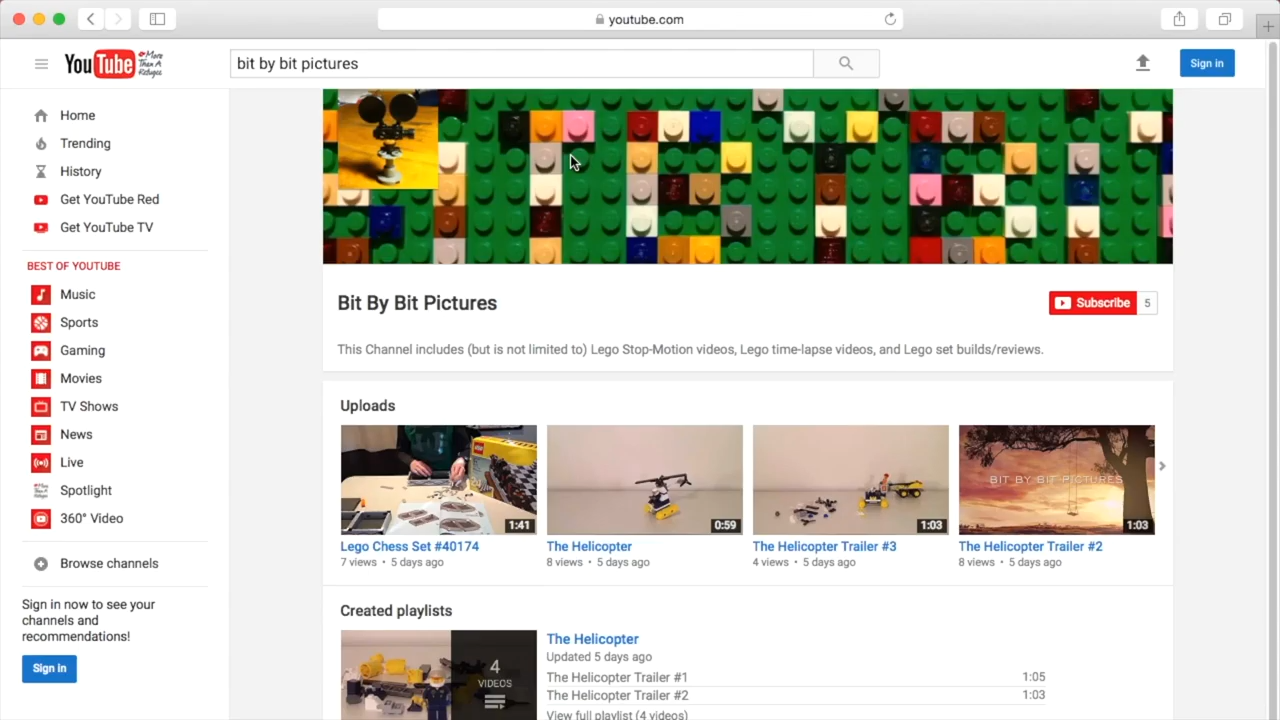 youtube.com
YouTube
More
Than A
Refugee
bit by bit pictures
Sign in
Home
Trending
History
Get YouTube Red
Get YouTube TV
BEST OF YOUTUBE
Music
Sports
Gaming
Movies
TV Shows
News
Live
Spotlight
360° Video
Browse channels
Sign in now to see your
channels and
recommendations!
Sign in
Bit By Bit Pictures
Subscribe 5
This Channel includes (but is not limited to) Lego Stop-Motion videos, Lego time-lapse videos, and Lego set builds/reviews.
Uploads
1:41
Lego Chess Set #40174
7 views • 5 days ago
0:59
The Helicopter
8 views • 5 days ago
1:03
The Helicopter Trailer #3
4 views • 5 days ago
BIT BY BIT PICTURES
1:03
The Helicopter Trailer #2
8 views • 5 days ago
Created playlists
4
VIDEOS
The Helicopter
Updated 5 days ago
The Helicopter Trailer #1 1:05
The Helicopter Trailer #2 1:03
View full playlist (4 videos)